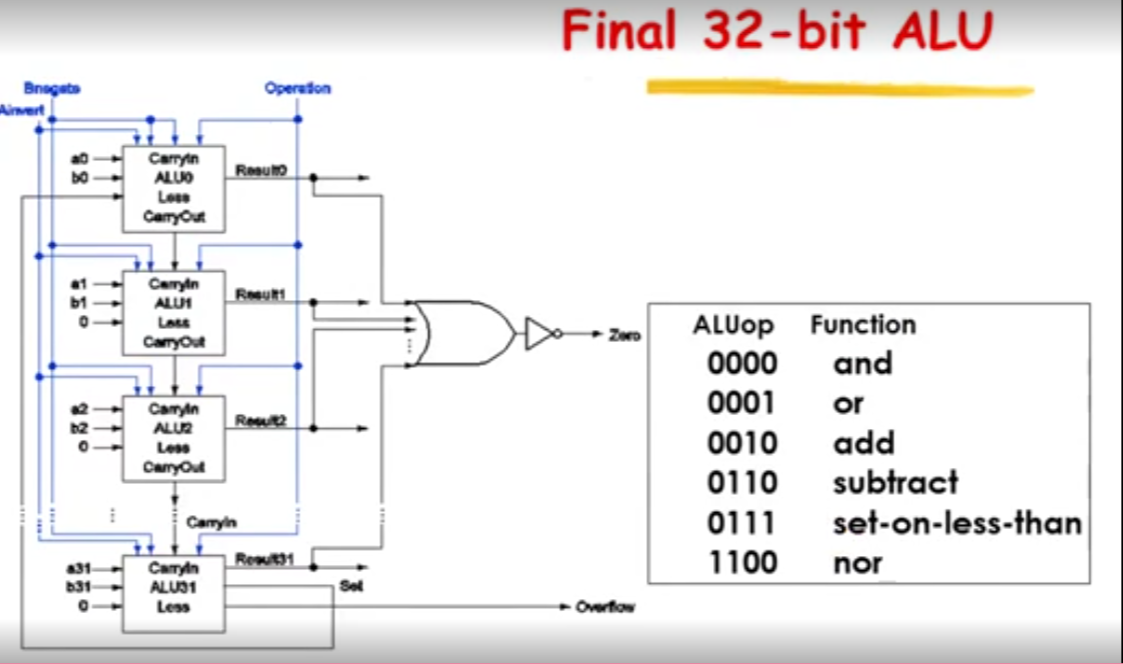 Final 32-bit ALU
Bnegate
Operation
Ainvert
a0
b0
CarryIn
ALU0
Less
CarryOut
Result0
a1
b1
0
CarryIn
ALU1
Less
CarryOut
Result1
a2
b2
0
CarryIn
ALU2
Less
CarryOut
Result2
CarryIn
a31
b31
0
CarryIn
ALU31
Less
Result31
Set
Overflow
Zero
ALUop Function
0000 and
0001 or
0010 add
0110 subtract
0111 set-on-less-than
1100 nor